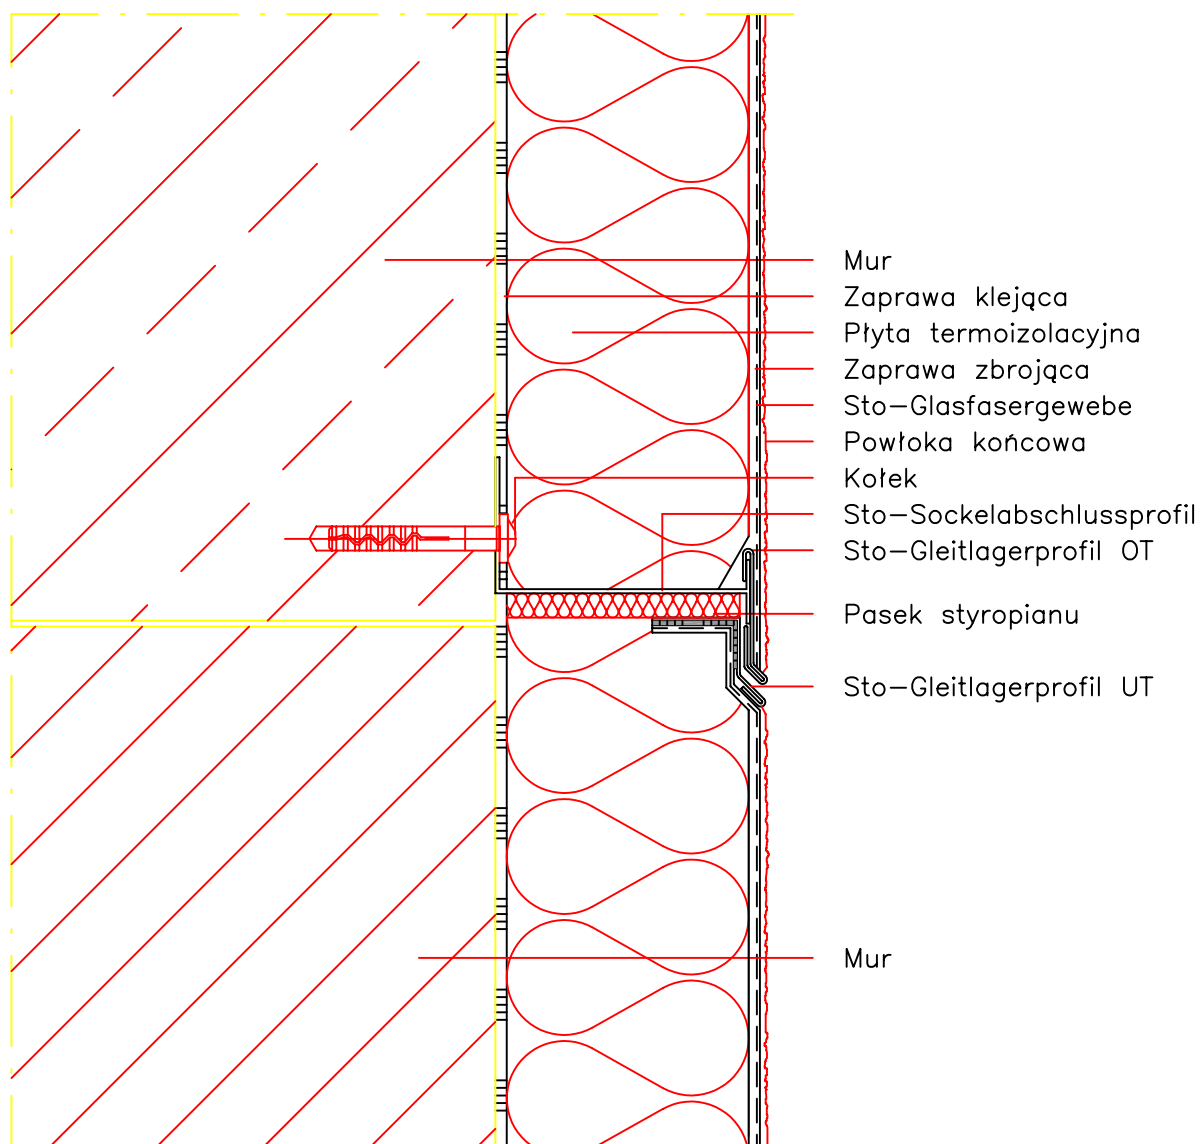 Mur
Zaprawa klejąca
Płyta termoizolacyjna
Zaprawa zbrojąca
Sto-Glasfasergewebe
Powłoka końcowa
Kołek
Sto-Sockelabschlussprofil
Sto-Gleitlagerprofil OT
Pasek styropianu
Sto-Gleitlagerprofil UT
Mur